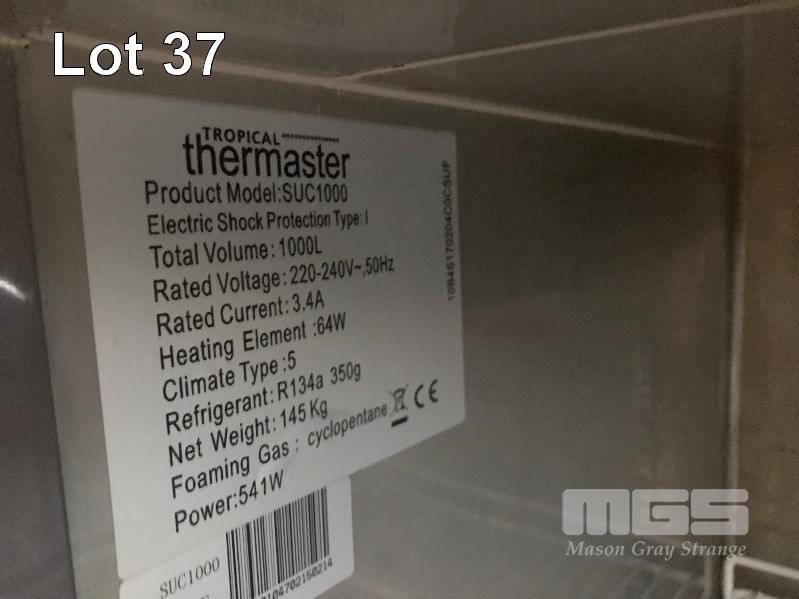 Lot 37
TROPICAL
thermaster
Product Model:SUC1000
Electric Shock Protection Type: I
Total Volume: 1000L
Rated Voltage: 220-240V~,50Hz
Rated Current: 3.4A
Heating Element :64W
Climate Type :5
Refrigerant: R134a 350g
Net Weight: 145 Kg
Foaming Gas : cyclopentane CE
Power:541W
10B4S170204C0CSUF
SUC1000
MGS
Mason Gray Strange